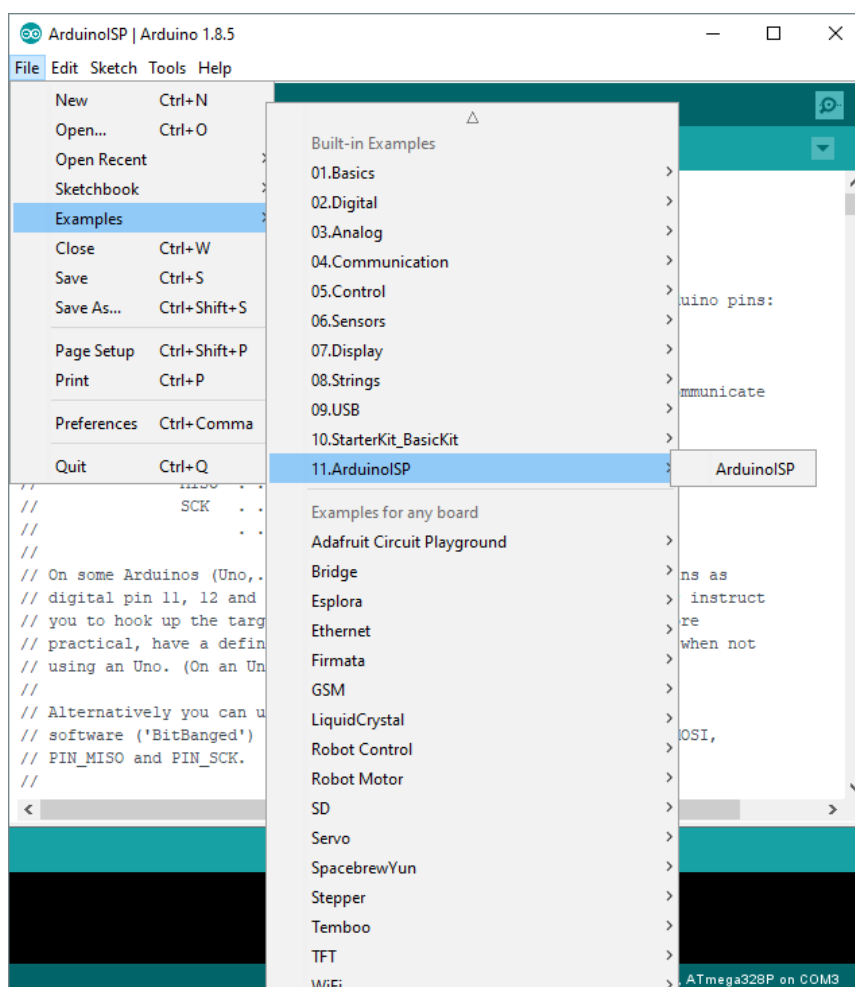 ArduinoISP | Arduino 1.8.5
File Edit Sketch Tools Help
New Ctrl+N
Open... Ctrl+O
Open Recent
Sketchbook
Examples
Close Ctrl+W
Save Ctrl+S
Save As... Ctrl+Shift+S
Page Setup Ctrl+Shift+P
Print Ctrl+P
Preferences Ctrl+Comma
Quit Ctrl+Q
Built-in Examples
01.Basics
02.Digital
03.Analog
04.Communication
05.Control
06.Sensors
07.Display
08.Strings
09.USB
10.StarterKit_BasicKit
11.ArduinoISP
ArduinoISP
Examples for any board
Adafruit Circuit Playground
Bridge
Esplora
Ethernet
Firmata
GSM
LiquidCrystal
Robot Control
Robot Motor
SD
Servo
SpacebrewYun
Stepper
Temboo
TFT
WiFi
uino pins:
mmunicate
// MISO . .
// SCK . .
// . .
//
// On some Arduinos (Uno,. ns as
// digital pin 11, 12 and instruct
// you to hook up the targ re
// practical, have a defin when not
// using an Uno. (On an Un
//
// Alternatively you can u
// software ('BitBanged') OSI,
// PIN_MISO and PIN_SCK.
//
ATmega328P on COM3